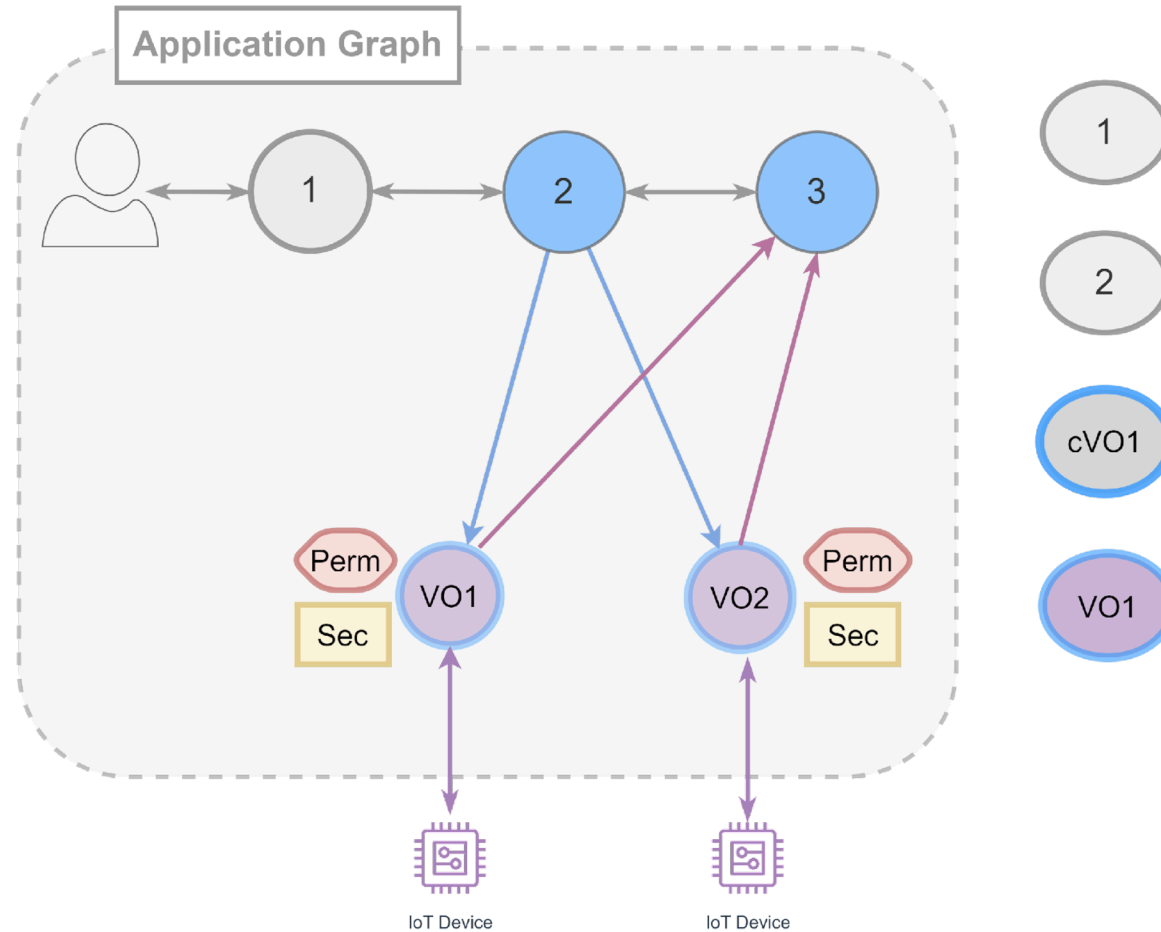 Application Graph
1
2
3
1
2
cVO1
VO1
Perm
VO1
Sec
VO2
Perm
Sec
IoT Device
IoT Device